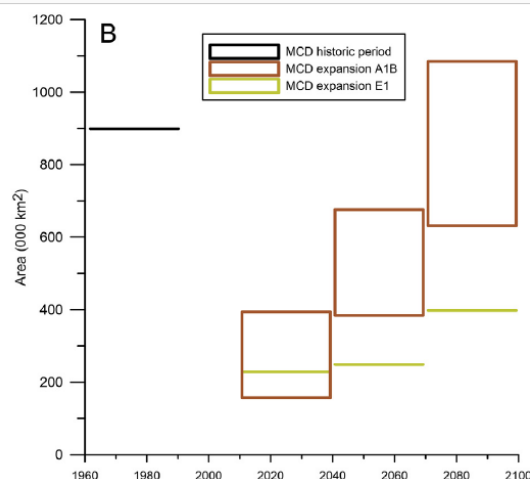 B
MCD historic period
MCD expansion A1B
MCD expansion E1
Area (000 km²)
1200
1000
800
600
400
200
0
1960 1980 2000 2020 2040 2060 2080 2100